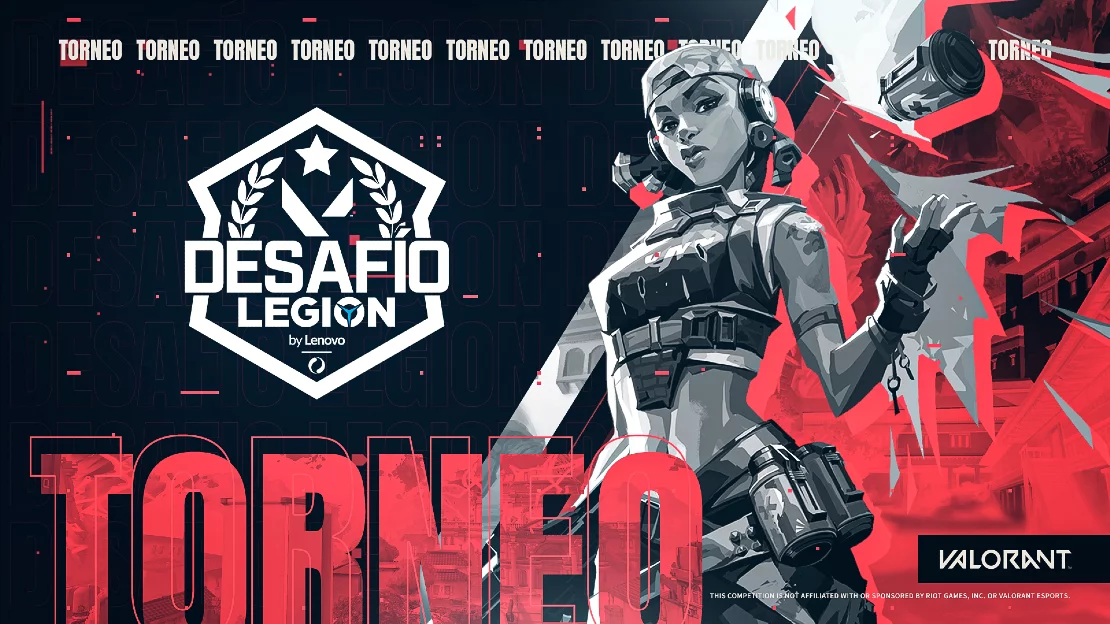 TORNEO TORNEO TORNEO TORNEO TORNEO TORNEO TORNEO TORNEO TORNEO TORNEO TORNEO
DESAFÍO
LEGION
by Lenovo
TORNEO
VALORANT
THIS COMPETITION IS NOT AFFILIATED WITH OR SPONSORED BY RIOT GAMES, INC. OR VALORANT ESPORTS.